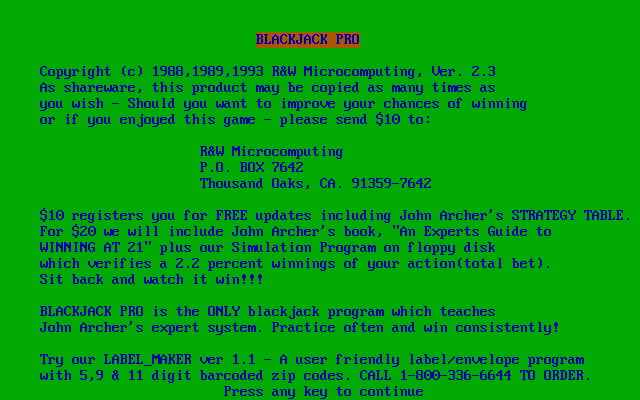 BLACKJACK PRO
Copyright (c) 1988,1989,1993 R&W Microcomputing, Ver. 2.3
As shareware, this product may be copied as many times as
you wish - Should you want to improve your chances of winning
or if you enjoyed this game - please send $10 to:
R&W Microcomputing
P.O. BOX 7642
Thousand Oaks, CA. 91359-7642
$10 registers you for FREE updates including John Archer's STRATEGY TABLE.
For $20 we will include John Archer's book, "An Experts Guide to
WINNING AT 21" plus our Simulation Program on floppy disk
which verifies a 2.2 percent winnings of your action(total bet).
Sit back and watch it win!!!
BLACKJACK PRO is the ONLY blackjack program which teaches
John Archer's expert system. Practice often and win consistently!
Try our LABEL_MAKER ver 1.1 - A user friendly label/envelope program
with 5,9 & 11 digit barcoded zip codes. CALL 1-800-336-6644 TO ORDER.
Press any key to continue